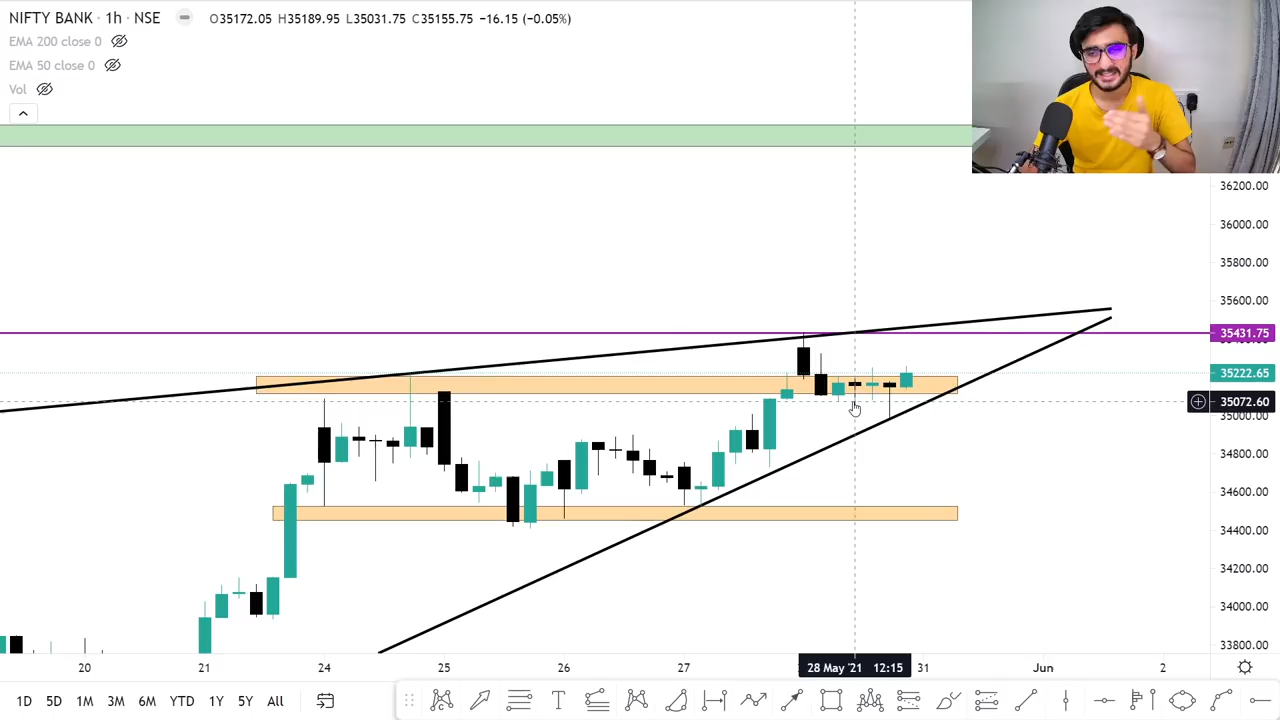 NIFTY BANK · 1h · NSE O35172.05 H35189.95 L35031.75 C35155.75 −16.15 (−0.05%)
EMA 200 close 0
EMA 50 close 0
Vol
36200.00
36000.00
35800.00
35600.00
35431.75
35222.65
35072.60
35000.00
34800.00
34600.00
34400.00
34200.00
34000.00
33800.00
20 21 24 25 26 27 28 May '21 12:15 31 Jun 2
1D 5D 1M 3M 6M YTD 1Y 5Y All